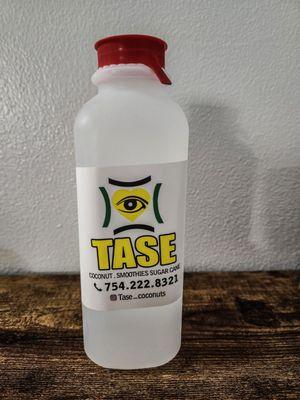 TASE
COCONUT . SMOOTHIES SUGAR CANE
754.222.8321
Tase_coconuts